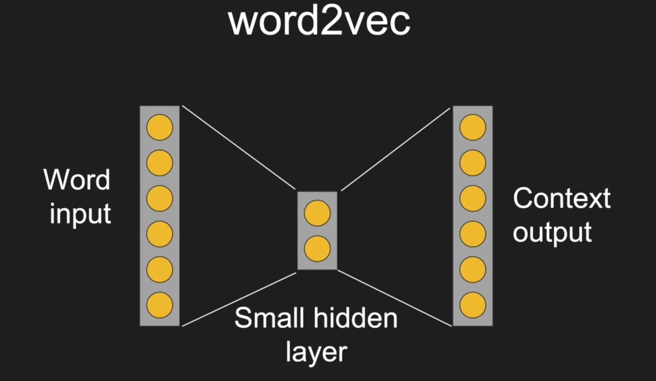 word2vec
Word
input
Small hidden
layer
Context
output